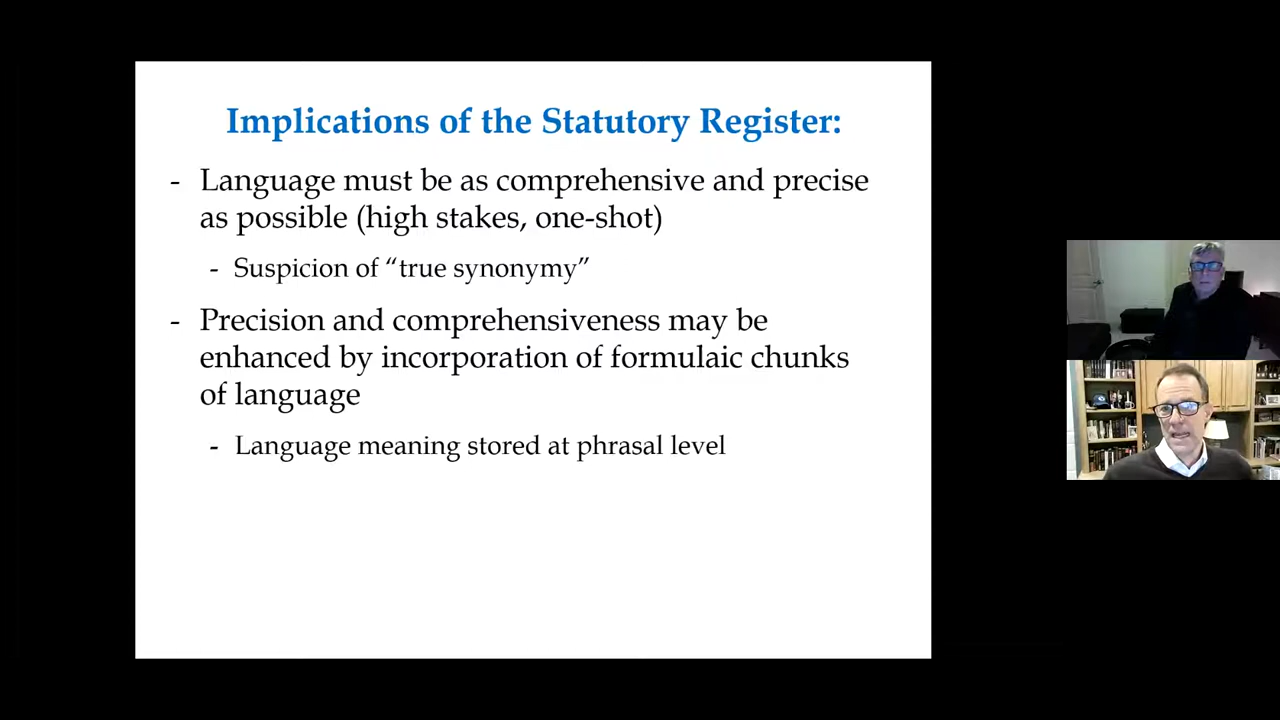 Implications of the Statutory Register:
- Language must be as comprehensive and precise
as possible (high stakes, one-shot)
- Suspicion of “true synonymy”
- Precision and comprehensiveness may be
enhanced by incorporation of formulaic chunks
of language
- Language meaning stored at phrasal level